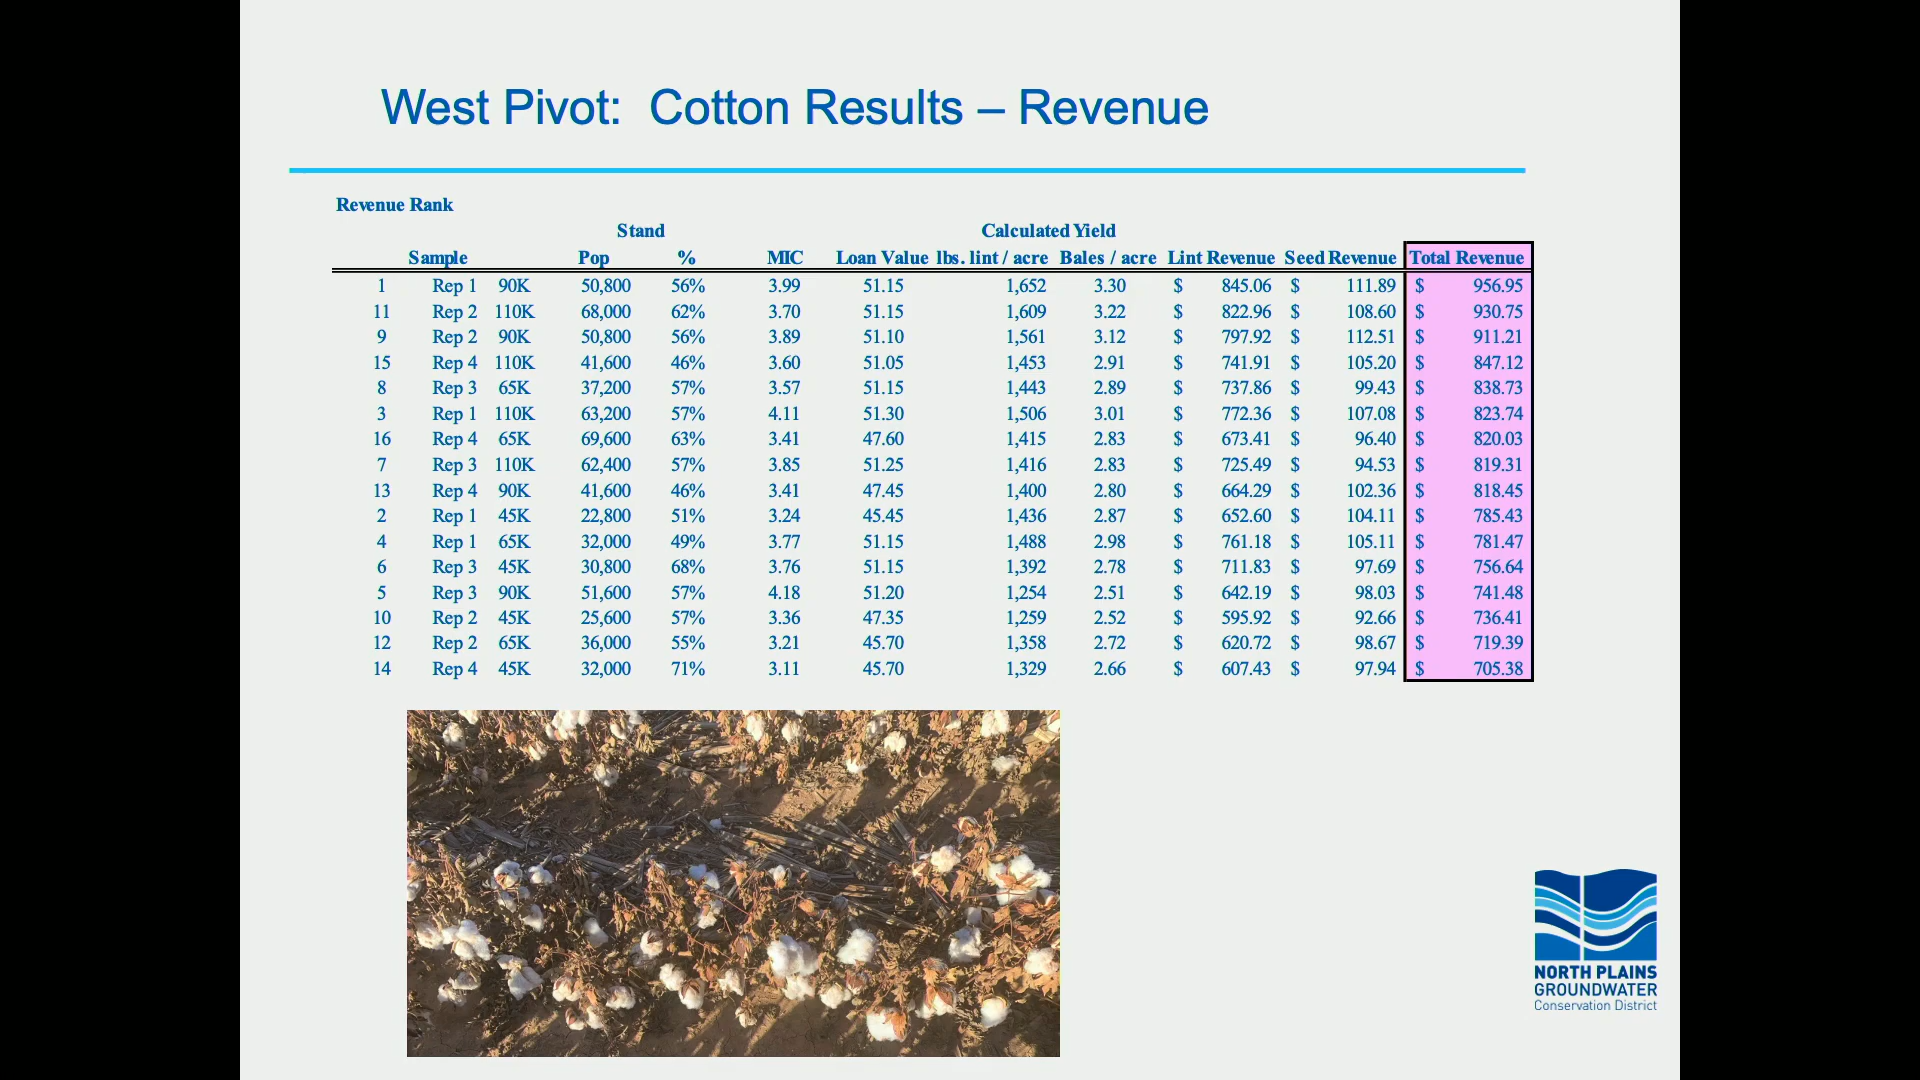 West Pivot: Cotton Results – Revenue
Revenue Rank
Stand Calculated Yield
Sample Pop % MIC Loan Value lbs. lint / acre Bales / acre Lint Revenue Seed Revenue Total Revenue
1 Rep 1 90K 50,800 56% 3.99 51.15 1,652 3.30 $ 845.06 $ 111.89 $ 956.95
11 Rep 2 110K 68,000 62% 3.70 51.15 1,609 3.22 $ 822.96 $ 108.60 $ 930.75
9 Rep 2 90K 50,800 56% 3.89 51.10 1,561 3.12 $ 797.92 $ 112.51 $ 911.21
15 Rep 4 110K 41,600 46% 3.60 51.05 1,453 2.91 $ 741.91 $ 105.20 $ 847.12
8 Rep 3 65K 37,200 57% 3.57 51.15 1,443 2.89 $ 737.86 $ 99.43 $ 838.73
3 Rep 1 110K 63,200 57% 4.11 51.30 1,506 3.01 $ 772.36 $ 107.08 $ 823.74
16 Rep 4 65K 69,600 63% 3.41 47.60 1,415 2.83 $ 673.41 $ 96.40 $ 820.03
7 Rep 3 110K 62,400 57% 3.85 51.25 1,416 2.83 $ 725.49 $ 94.53 $ 819.31
13 Rep 4 90K 41,600 46% 3.41 47.45 1,400 2.80 $ 664.29 $ 102.36 $ 818.45
2 Rep 1 45K 22,800 51% 3.24 45.45 1,436 2.87 $ 652.60 $ 104.11 $ 785.43
4 Rep 1 65K 32,000 49% 3.77 51.15 1,488 2.98 $ 761.18 $ 105.11 $ 781.47
6 Rep 3 45K 30,800 68% 3.76 51.15 1,392 2.78 $ 711.83 $ 97.69 $ 756.64
5 Rep 3 90K 51,600 57% 4.18 51.20 1,254 2.51 $ 642.19 $ 98.03 $ 741.48
10 Rep 2 45K 25,600 57% 3.36 47.35 1,259 2.52 $ 595.92 $ 92.66 $ 736.41
12 Rep 2 65K 36,000 55% 3.21 45.70 1,358 2.72 $ 620.72 $ 98.67 $ 719.39
14 Rep 4 45K 32,000 71% 3.11 45.70 1,329 2.66 $ 607.43 $ 97.94 $ 705.38
NORTH PLAINS
GROUNDWATER
Conservation District